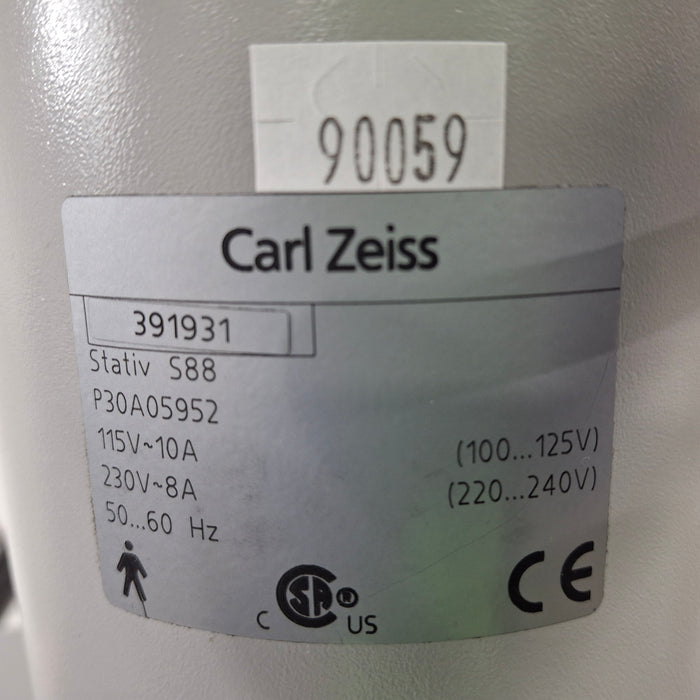 90059
Carl Zeiss
391931
Stativ S88
P30A05952
115V~10A (100...125V)
230V~8A (220...240V)
50...60 Hz
C SA® US
CE